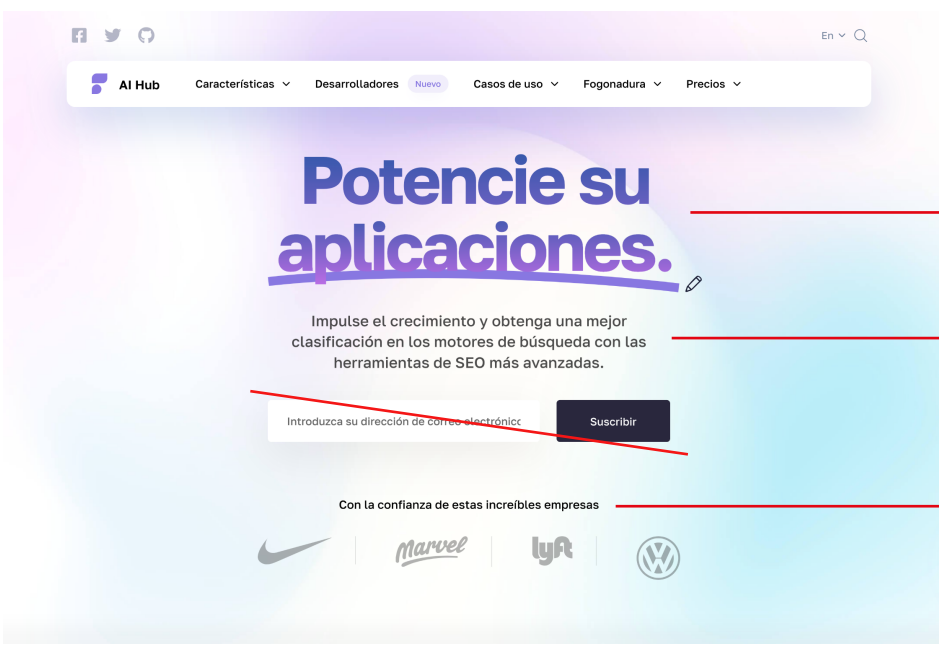 En
AI Hub Características Desarrolladores Nuevo Casos de uso Fogonadura Precios
Potencie su
aplicaciones.
Impulse el crecimiento y obtenga una mejor
clasificación en los motores de búsqueda con las
herramientas de SEO más avanzadas.
Introduzca su dirección de correo electrónico Suscribir
Con la confianza de estas increíbles empresas
Marvel lyft VW